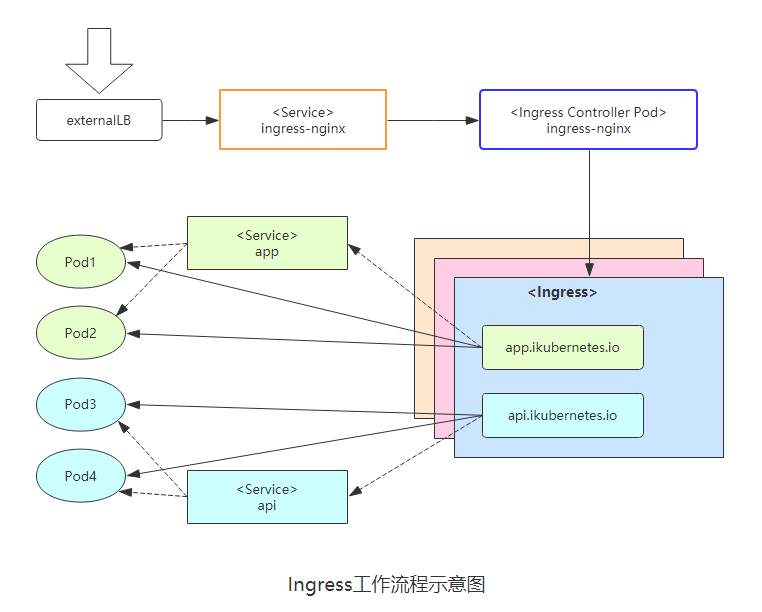 externalLB
<Service>
ingress-nginx
<Ingress Controller Pod>
ingress-nginx
<Service>
app
Pod1
Pod2
Pod3
Pod4
<Service>
api
<Ingress>
app.ikubernetes.io
api.ikubernetes.io
Ingress工作流程示意图